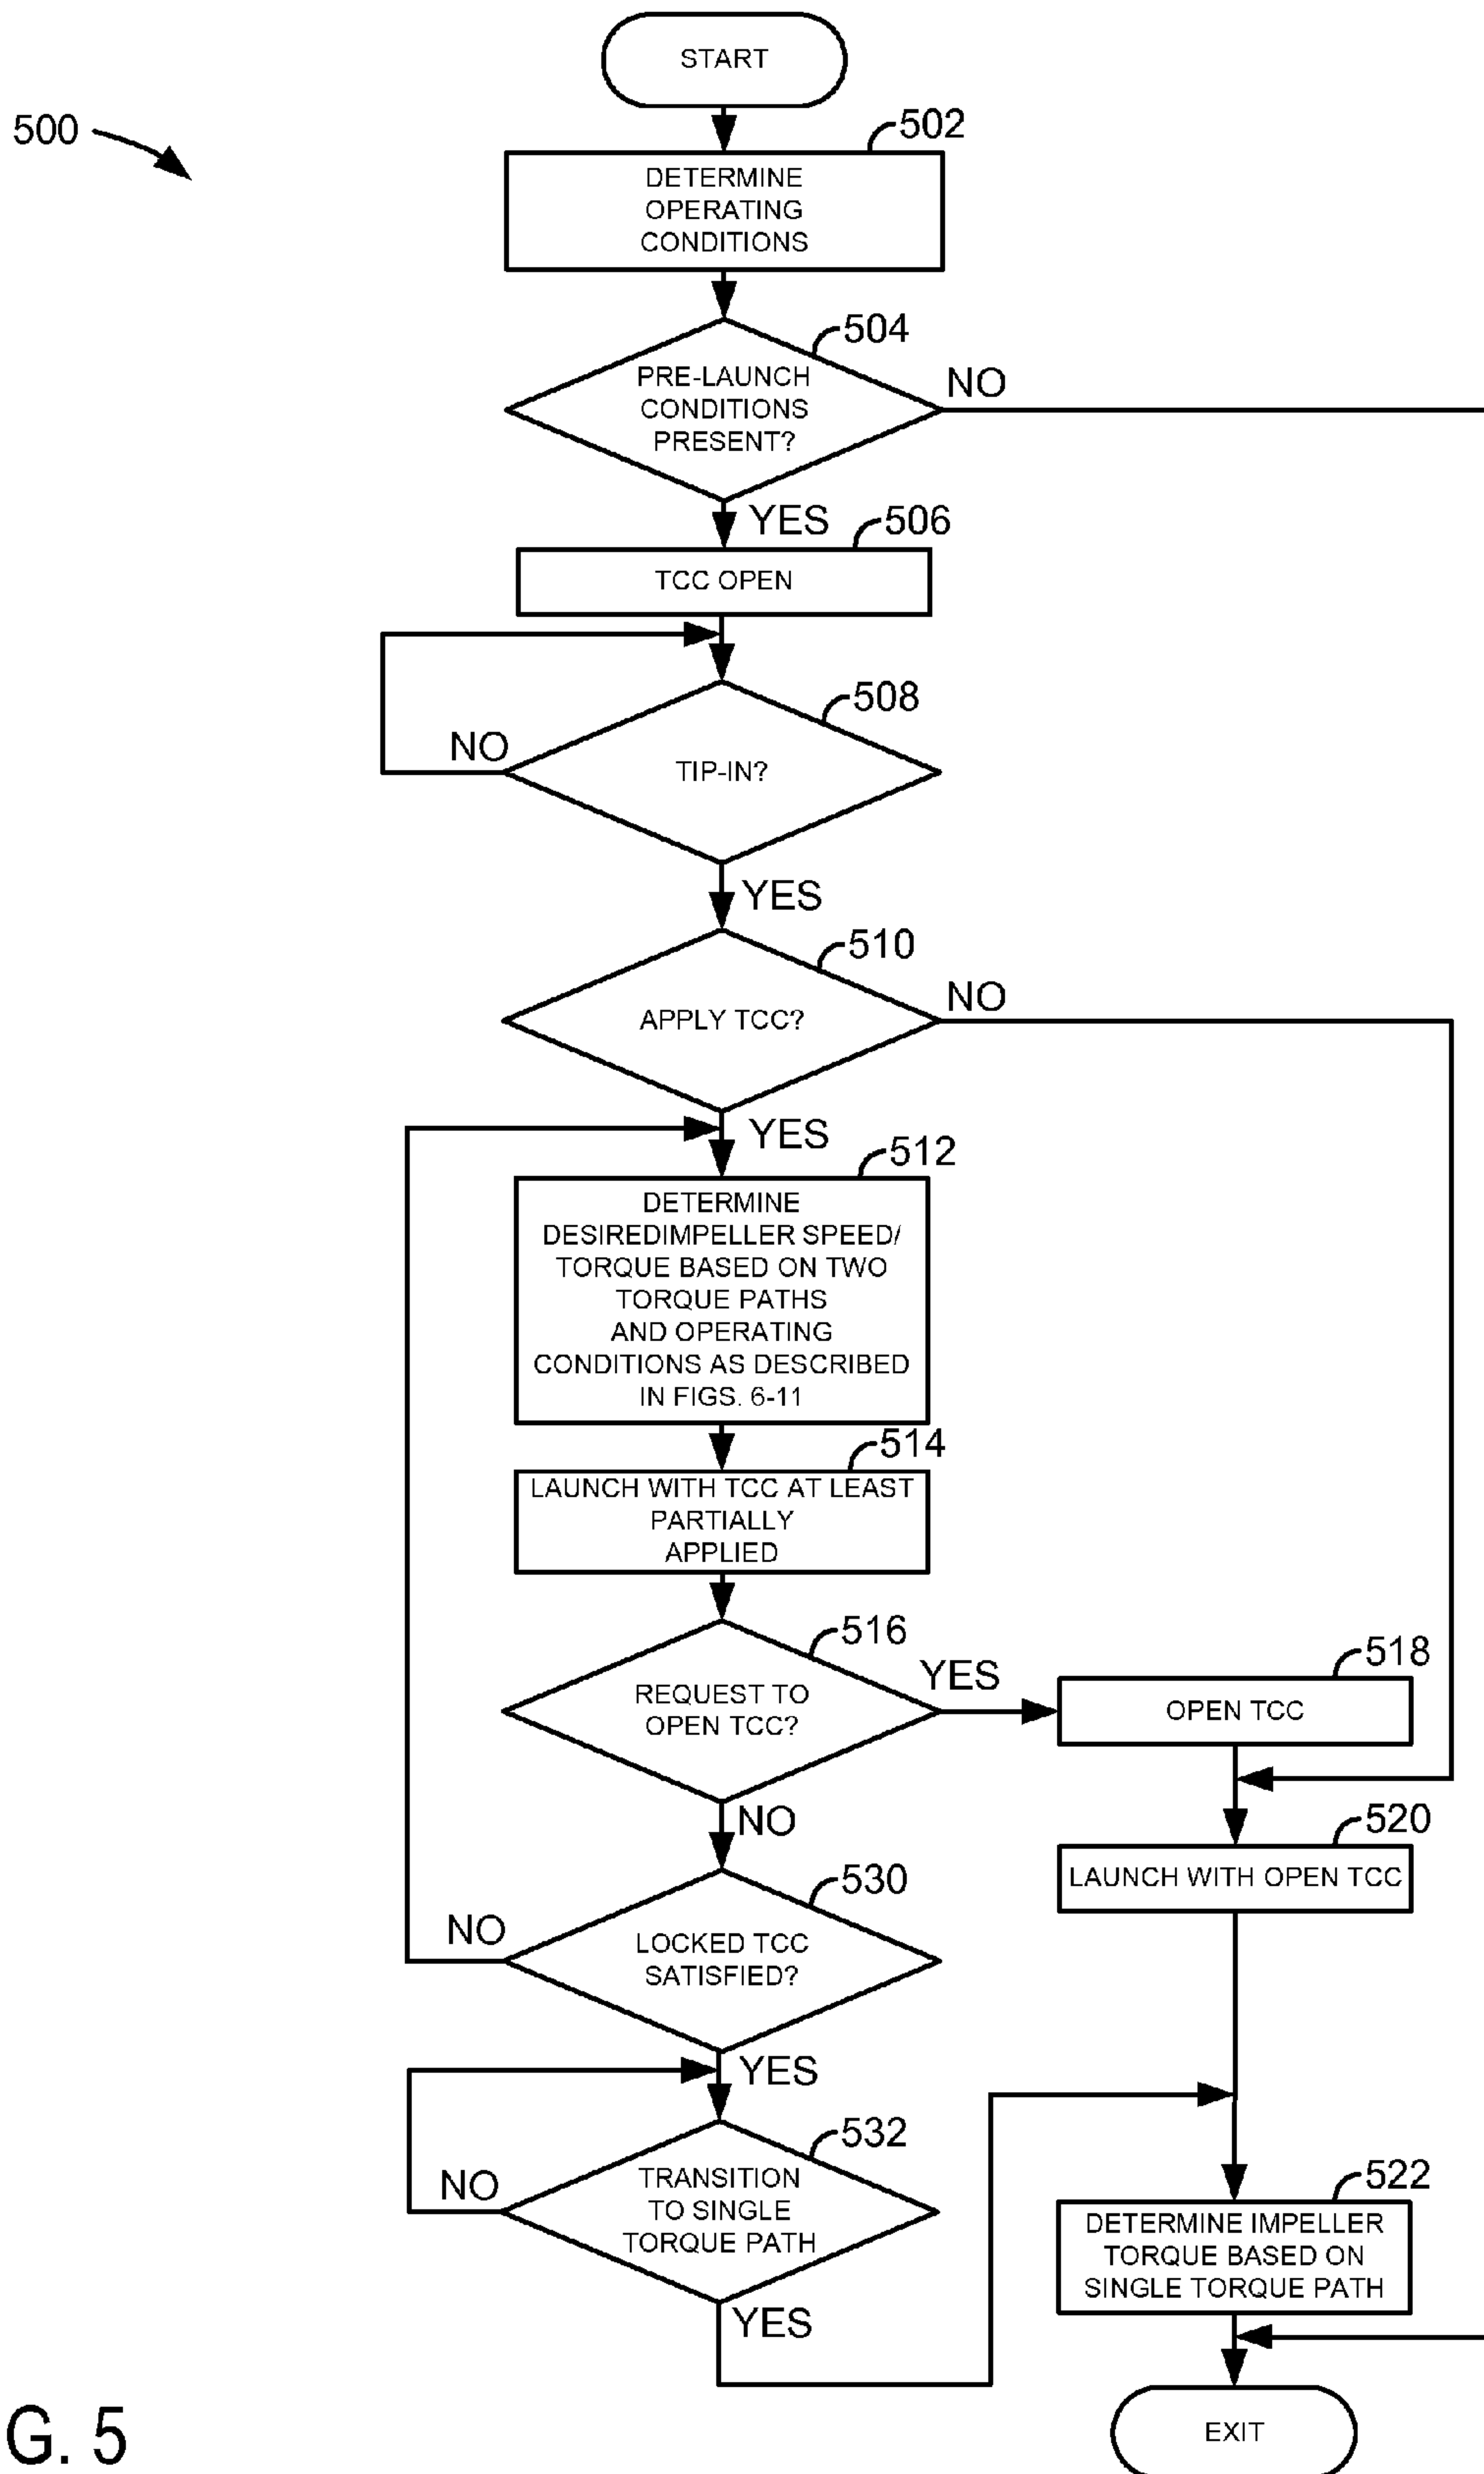 START
500
502
DETERMINE
OPERATING
CONDITIONS
504
PRE-LAUNCH
CONDITIONS
PRESENT?
NO
YES
506
TCC OPEN
508
TIP-IN?
NO
YES
510
APPLY TCC?
NO
YES
512
DETERMINE
DESIREDIMPELLER SPEED/
TORQUE BASED ON TWO
TORQUE PATHS
AND OPERATING
CONDITIONS AS DESCRIBED
IN FIGS. 6-11
514
LAUNCH WITH TCC AT LEAST
PARTIALLY
APPLIED
516
REQUEST TO
OPEN TCC?
YES
518
OPEN TCC
NO
520
LAUNCH WITH OPEN TCC
530
LOCKED TCC
SATISFIED?
NO
YES
532
TRANSITION
TO SINGLE
TORQUE PATH
NO
YES
522
DETERMINE IMPELLER
TORQUE BASED ON
SINGLE TORQUE PATH
EXIT
G. 5